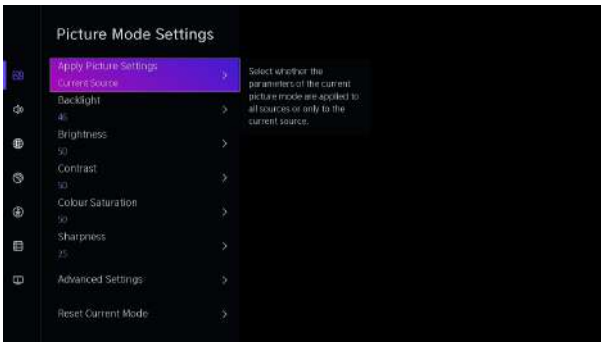 Picture Mode Settings
Apply Picture Settings
Current Source
Select whether the
parameters of the current
picture mode are applied to
all sources or only to the
current source.
Backlight
45
Brightness
50
Contrast
50
Colour Saturation
50
Sharpness
25
Advanced Settings
Reset Current Mode